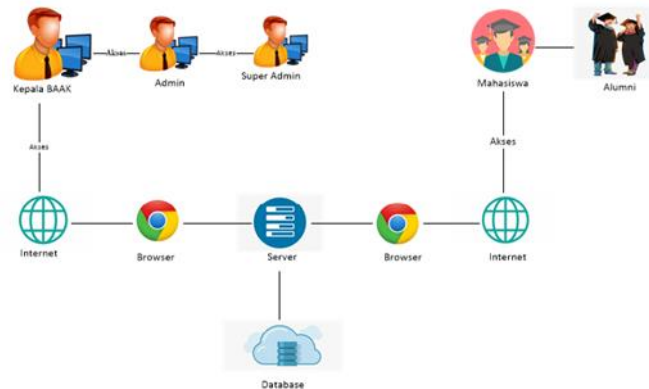 Akses
Akses
Kepala BAAK
Admin
Super Admin
Mahasiswa
Alumni
Akses
Akses
Internet
Browser
Server
Browser
Internet
Database